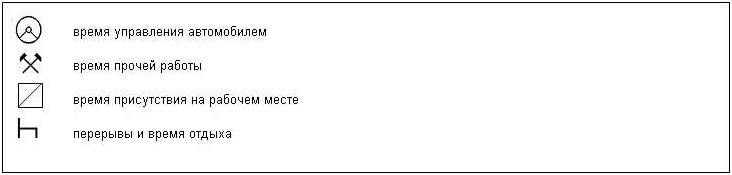 время управления автомобилем
время прочей работы
время присутствия на рабочем месте
перерывы и время отдыха